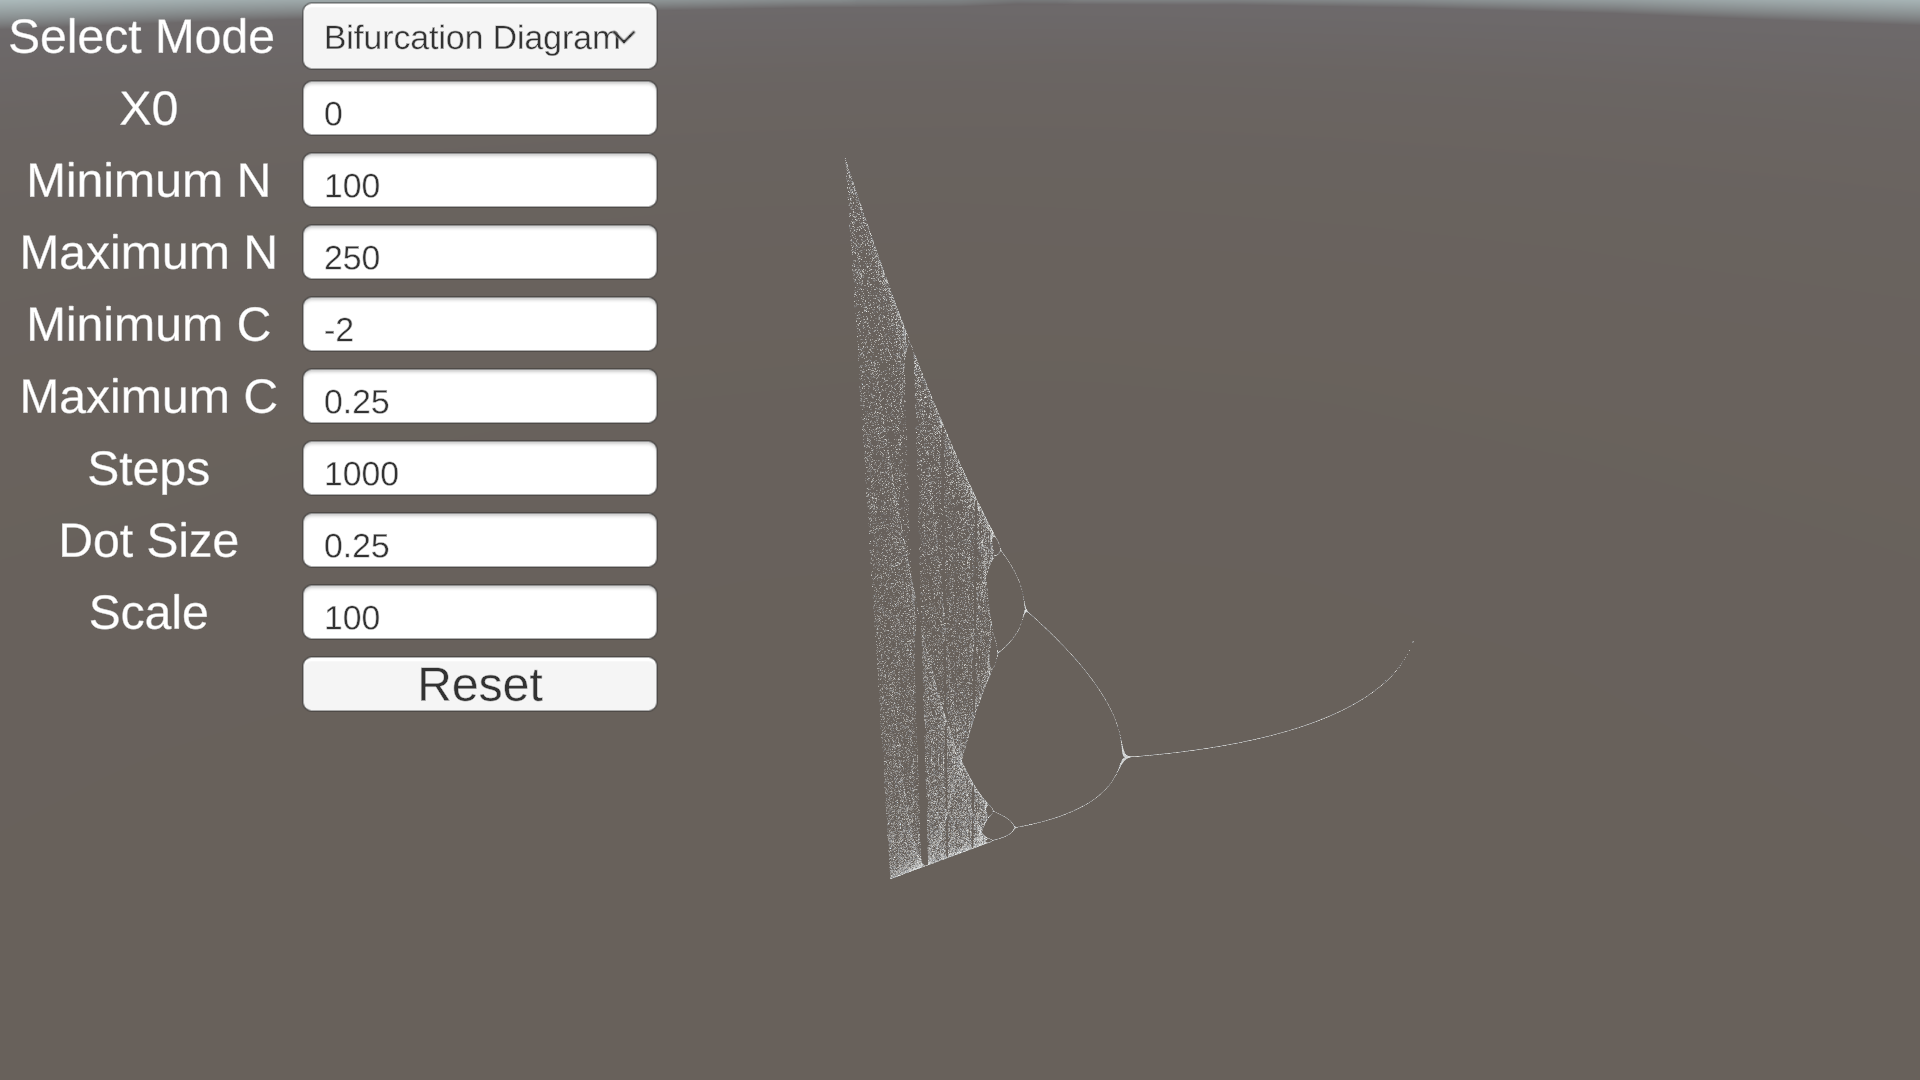 Select Mode Bifurcation Diagram
X0 0
Minimum N 100
Maximum N 250
Minimum C -2
Maximum C 0.25
Steps 1000
Dot Size 0.25
Scale 100
Reset